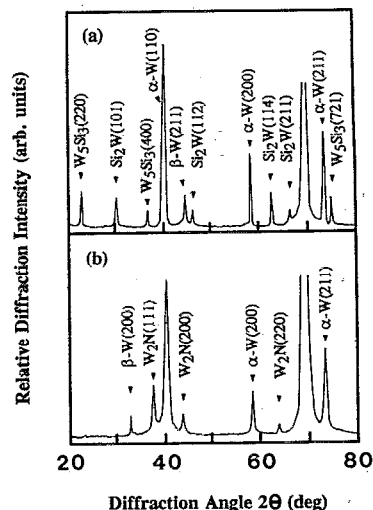 Relative Diffraction Intensity (arb. units)
(a)
W5Si3(220)
Si2W(101)
W5Si3(400)
α-W(110)
β-W(211)
Si2W(112)
α-W(200)
Si2W(114)
Si2W(211)
α-W(211)
W5Si3(721)
(b)
β-W(200)
W2N(111)
W2N(200)
α-W(200)
W2N(220)
α-W(211)
20 40 60 80
Diffraction Angle 2θ (deg)